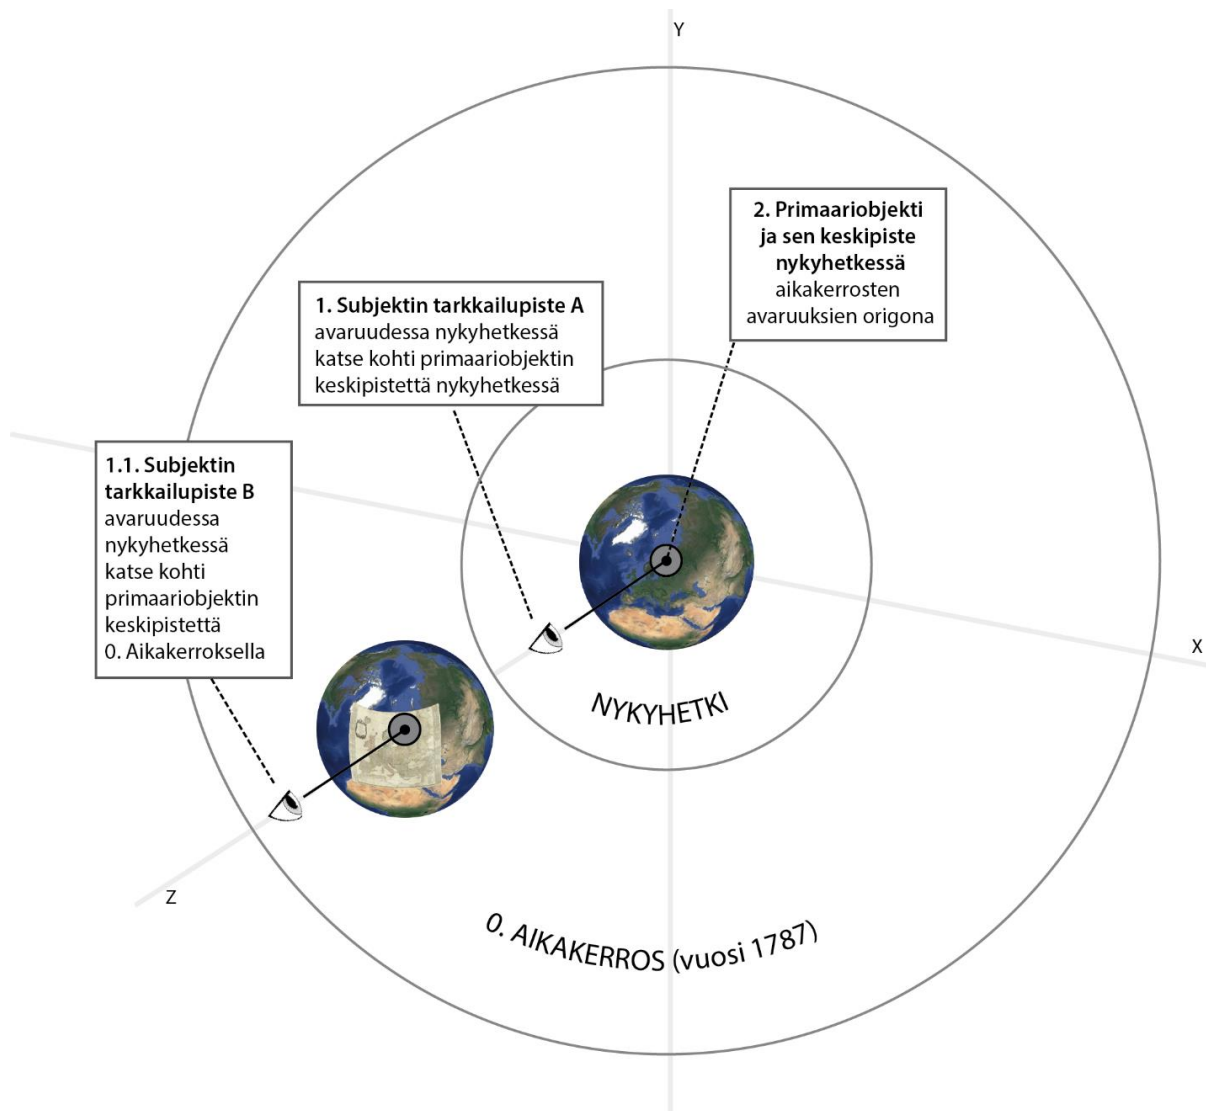 Y
2. Primaariobjekti
ja sen keskipiste
nykyhetkessä
aikakerrosten
avaruuksien origona
1. Subjektin tarkkailupiste A
avaruudessa nykyhetkessä
katse kohti primaariobjektin
keskipistettä nykyhetkessä
1.1. Subjektin
tarkkailupiste B
avaruudessa
nykyhetkessä
katse kohti
primaariobjektin
keskipistettä
0. Aikakerroksella
X
NYKYHETKI
Z
0. AIKAKERROS (vuosi 1787)